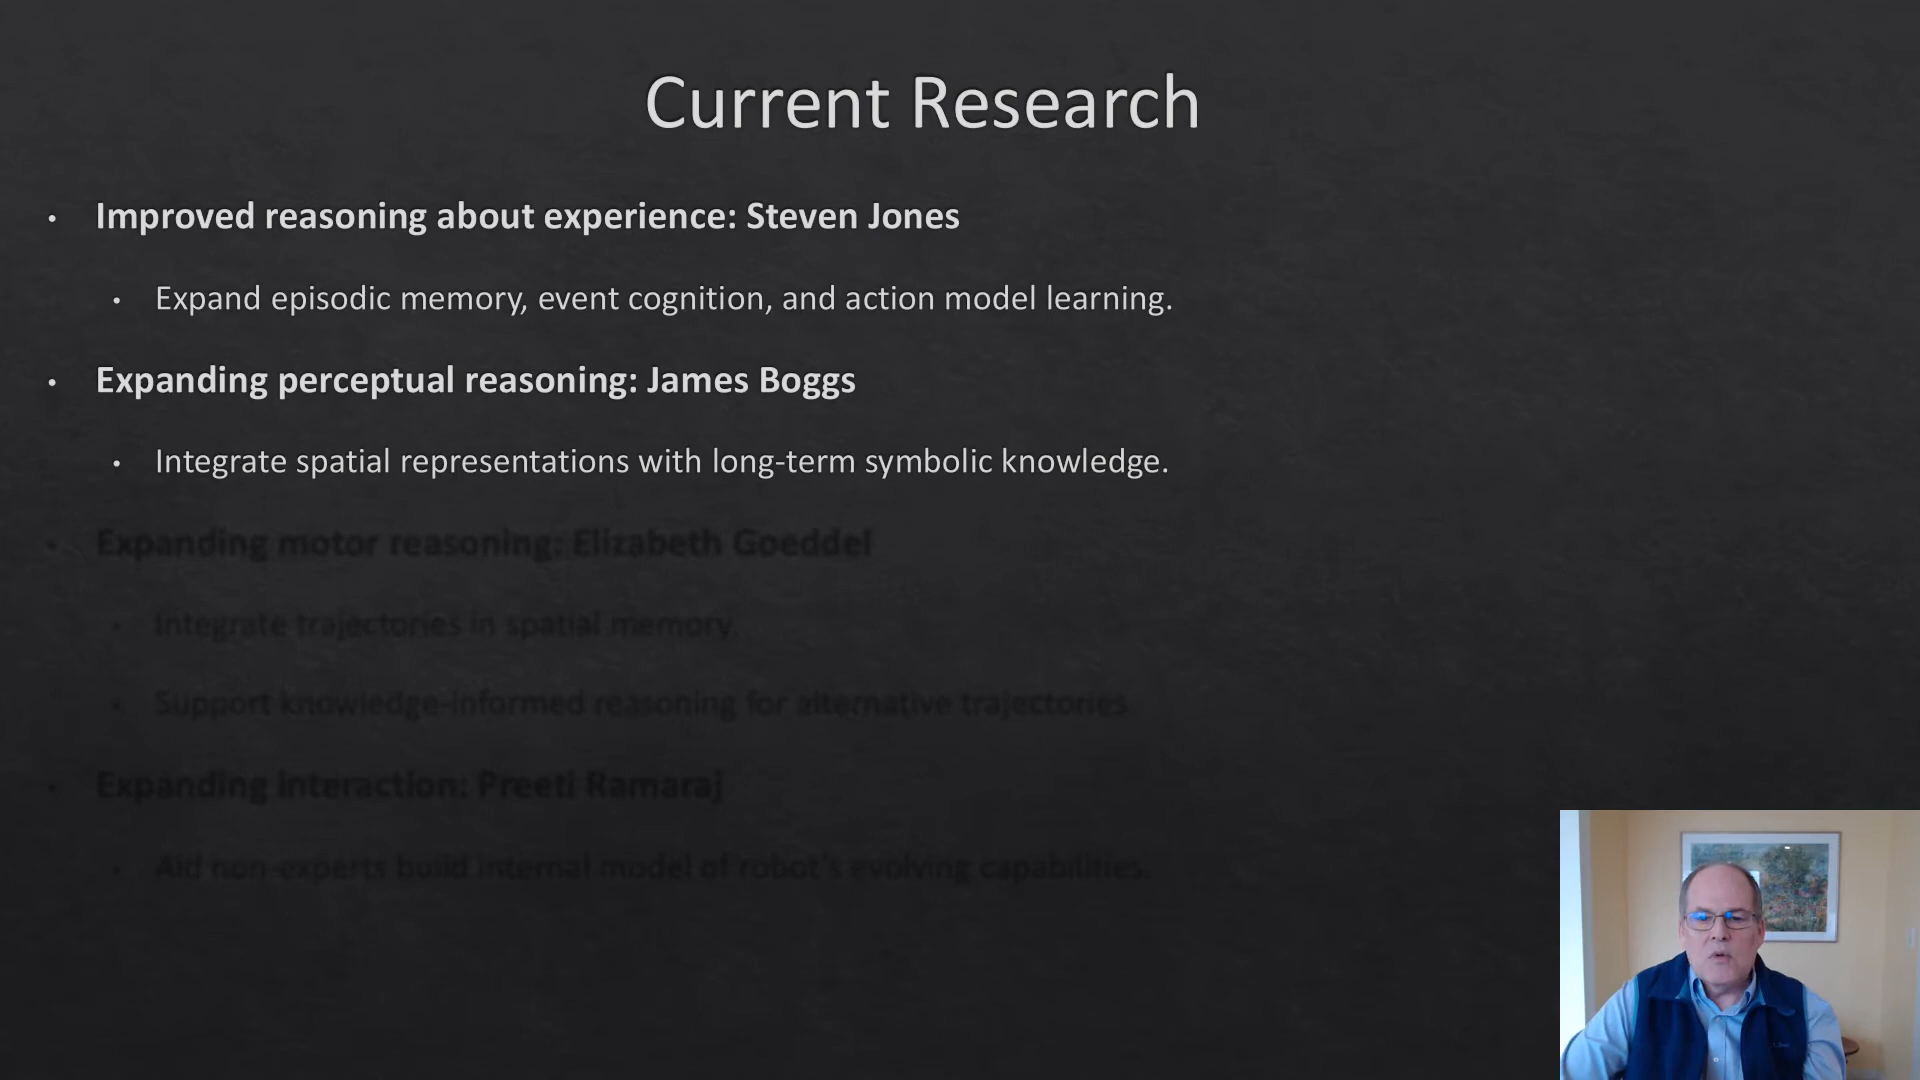 Current Research
• Improved reasoning about experience: Steven Jones
• Expand episodic memory, event cognition, and action model learning.
• Expanding perceptual reasoning: James Boggs
• Integrate spatial representations with long-term symbolic knowledge.
• Expanding motor reasoning: Elizabeth Goeddel
• Integrate trajectories in spatial memory.
• Support knowledge-informed reasoning for alternative trajectories.
• Expanding interaction: Preeti Ramaraj
• Aid non-experts build internal model of robot's evolving capabilities.